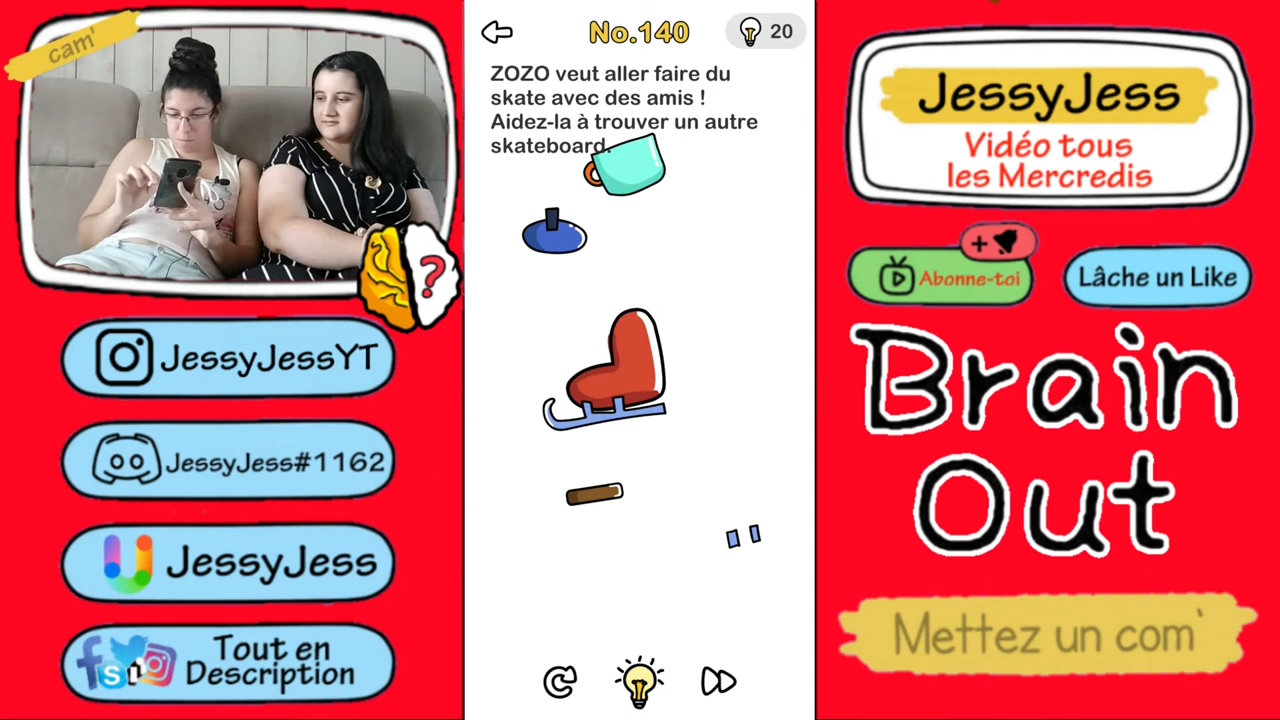 cam'
No.140
20
ZOZO veut aller faire du
skate avec des amis !
Aidez-la à trouver un autre
skateboard.
?
JessyJessYT
JessyJess#1162
JessyJess
Tout en
Description
JessyJess
Vidéo tous
les Mercredis
+
Abonne-toi
Lâche un Like
Brain
Out
Mettez un com'